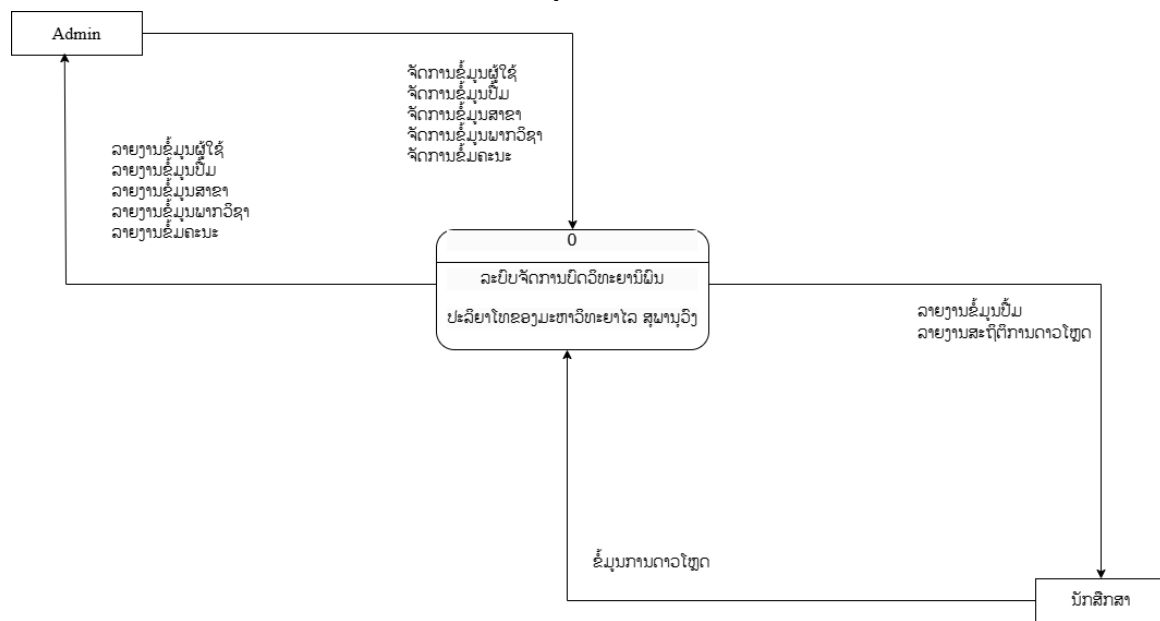 Admin
ຈັດການຂໍ້ມູນຜູ້ໃຊ້
ຈັດການຂໍ້ມູນປຶ້ມ
ຈັດການຂໍ້ມູນສາຂາ
ຈັດການຂໍ້ມູນພາກວິຊາ
ຈັດການຂໍ້ມຄະນະ
ລາຍງານຂໍ້ມູນຜູ້ໃຊ້
ລາຍງານຂໍ້ມູນປຶ້ມ
ລາຍງານຂໍ້ມູນສາຂາ
ລາຍງານຂໍ້ມູນພາກວິຊາ
ລາຍງານຂໍ້ມຄະນະ
0
ລະບົບຈັດການບົດວິທະຍານິພົນ
ປະລິຍາໂທຂອງມະຫາວິທະຍາໄລ ສຸພານຸວົງ
ລາຍງານຂໍ້ມູນປຶ້ມ
ລາຍງານສະຖິຕິການດາວໂຫຼດ
ຂໍ້ມູນການດາວໂຫຼດ
ນັກສຶກສາ